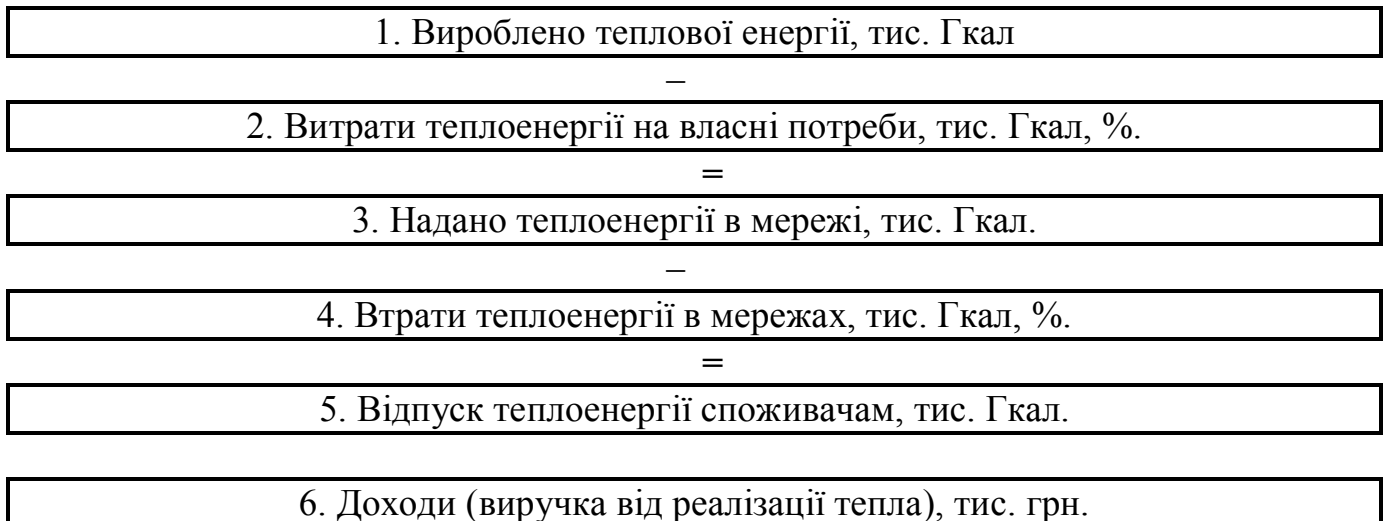 1. Вироблено теплової енергії, тис. Гкал
–
2. Витрати теплоенергії на власні потреби, тис. Гкал, %.
=
3. Надано теплоенергії в мережі, тис. Гкал.
–
4. Втрати теплоенергії в мережах, тис. Гкал, %.
=
5. Відпуск теплоенергії споживачам, тис. Гкал.
6. Доходи (виручка від реалізації тепла), тис. грн.